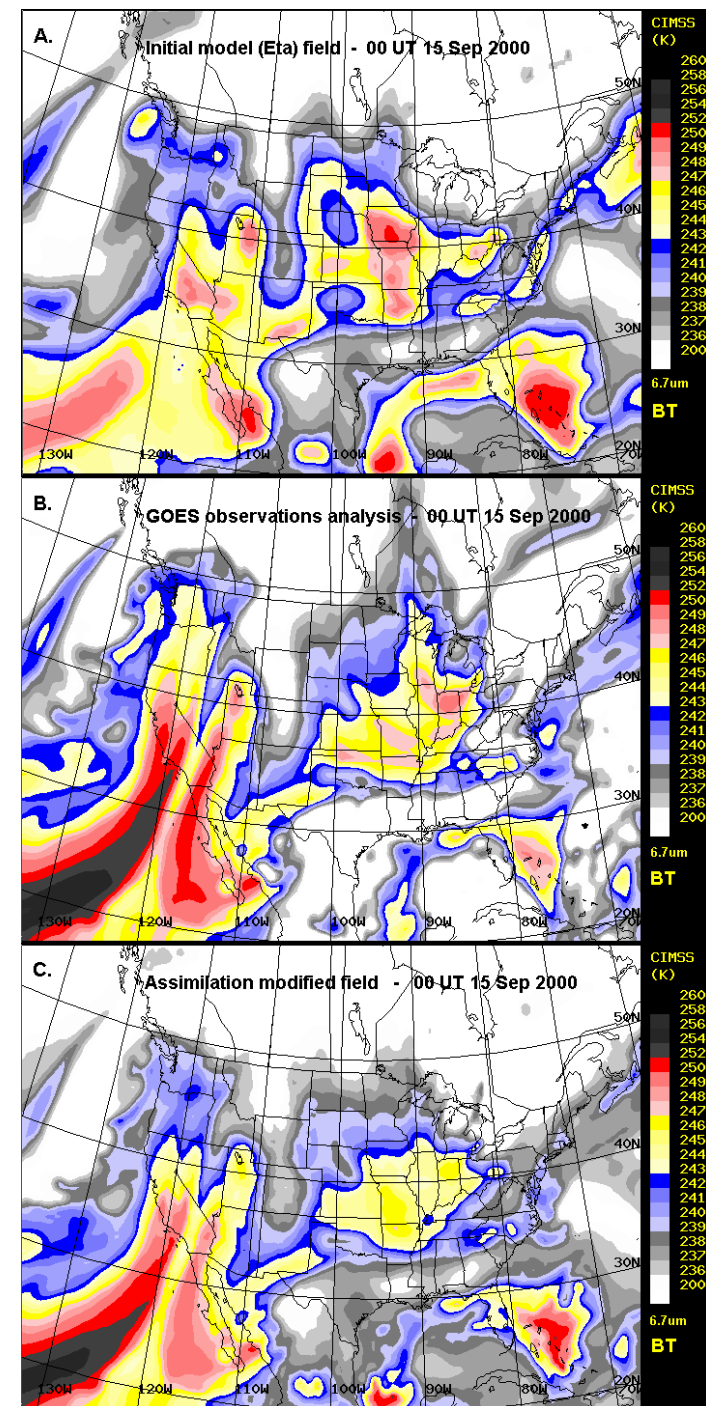 A.
Initial model (Eta) field - 00 UT 15 Sep 2000
CIMSS
(K)
260
258
256
254
252
250
249
248
247
246
245
244
243
242
241
240
239
238
237
236
200
6.7um
BT
50N
40N
30N
20N
130W
120W
110W
100W
90W
80W
70W
B.
GOES observations analysis - 00 UT 15 Sep 2000
CIMSS
(K)
260
258
256
254
252
250
249
248
247
246
245
244
243
242
241
240
239
238
237
236
200
6.7um
BT
50N
40N
30N
20N
130W
120W
110W
100W
90W
80W
C.
Assimilation modified field - 00 UT 15 Sep 2000
CIMSS
(K)
260
258
256
254
252
250
249
248
247
246
245
244
243
242
241
240
239
238
237
236
200
6.7um
BT
50N
40N
30N
20N
130W
120W
110W
100W
90W
80W